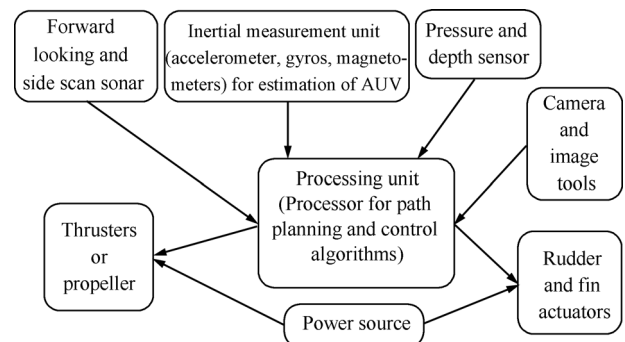 Forward
looking and
side scan sonar
Inertial measurement unit
(accelerometer, gyros, magneto-
meters) for estimation of AUV
Pressure and
depth sensor
Camera
and
image
tools
Processing unit
(Processor for path
planning and control
algorithms)
Thrusters
or
propeller
Rudder
and fin
actuators
Power source